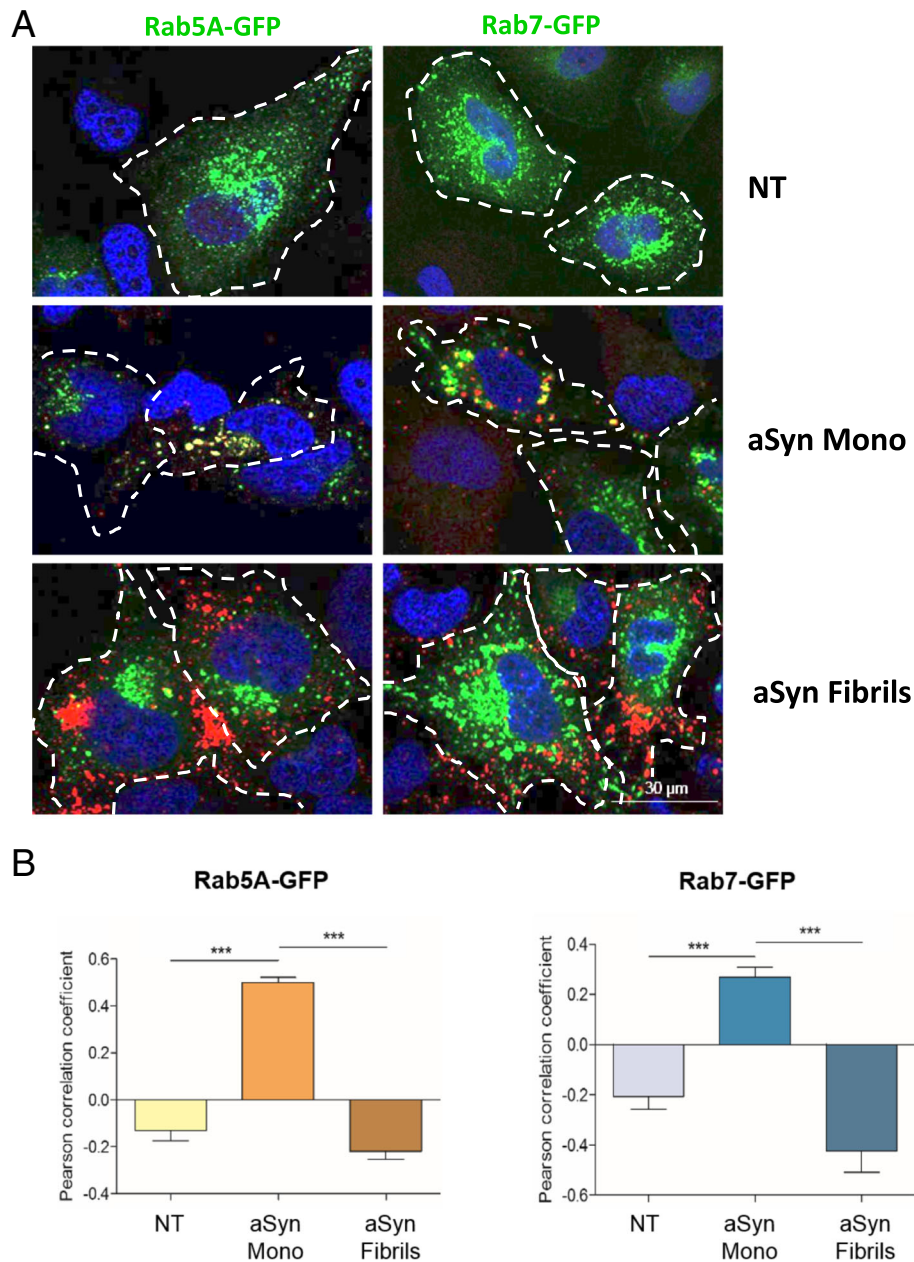 A
Rab5A-GFP
Rab7-GFP
NT
aSyn Mono
aSyn Fibrils
30 µm
B
Rab5A-GFP
Pearson correlation coefficient
0.6
0.4
0.2
0.0
-0.2
-0.4
***
***
NT
aSyn Mono
aSyn Fibrils
Rab7-GFP
Pearson correlation coefficient
0.4
0.2
0.0
-0.2
-0.4
-0.6
***
***
NT
aSyn Mono
aSyn Fibrils